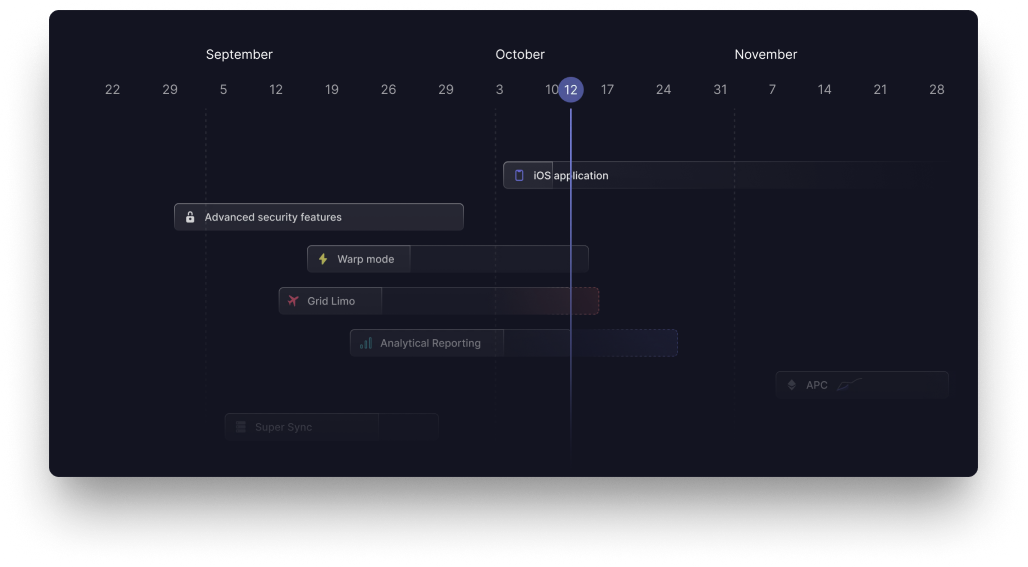 September October November
22 29 5 12 19 26 29 3 10 12 17 24 31 7 14 21 28
iOS application
Advanced security features
Warp mode
Grid Limo
Analytical Reporting
APC
Super Sync